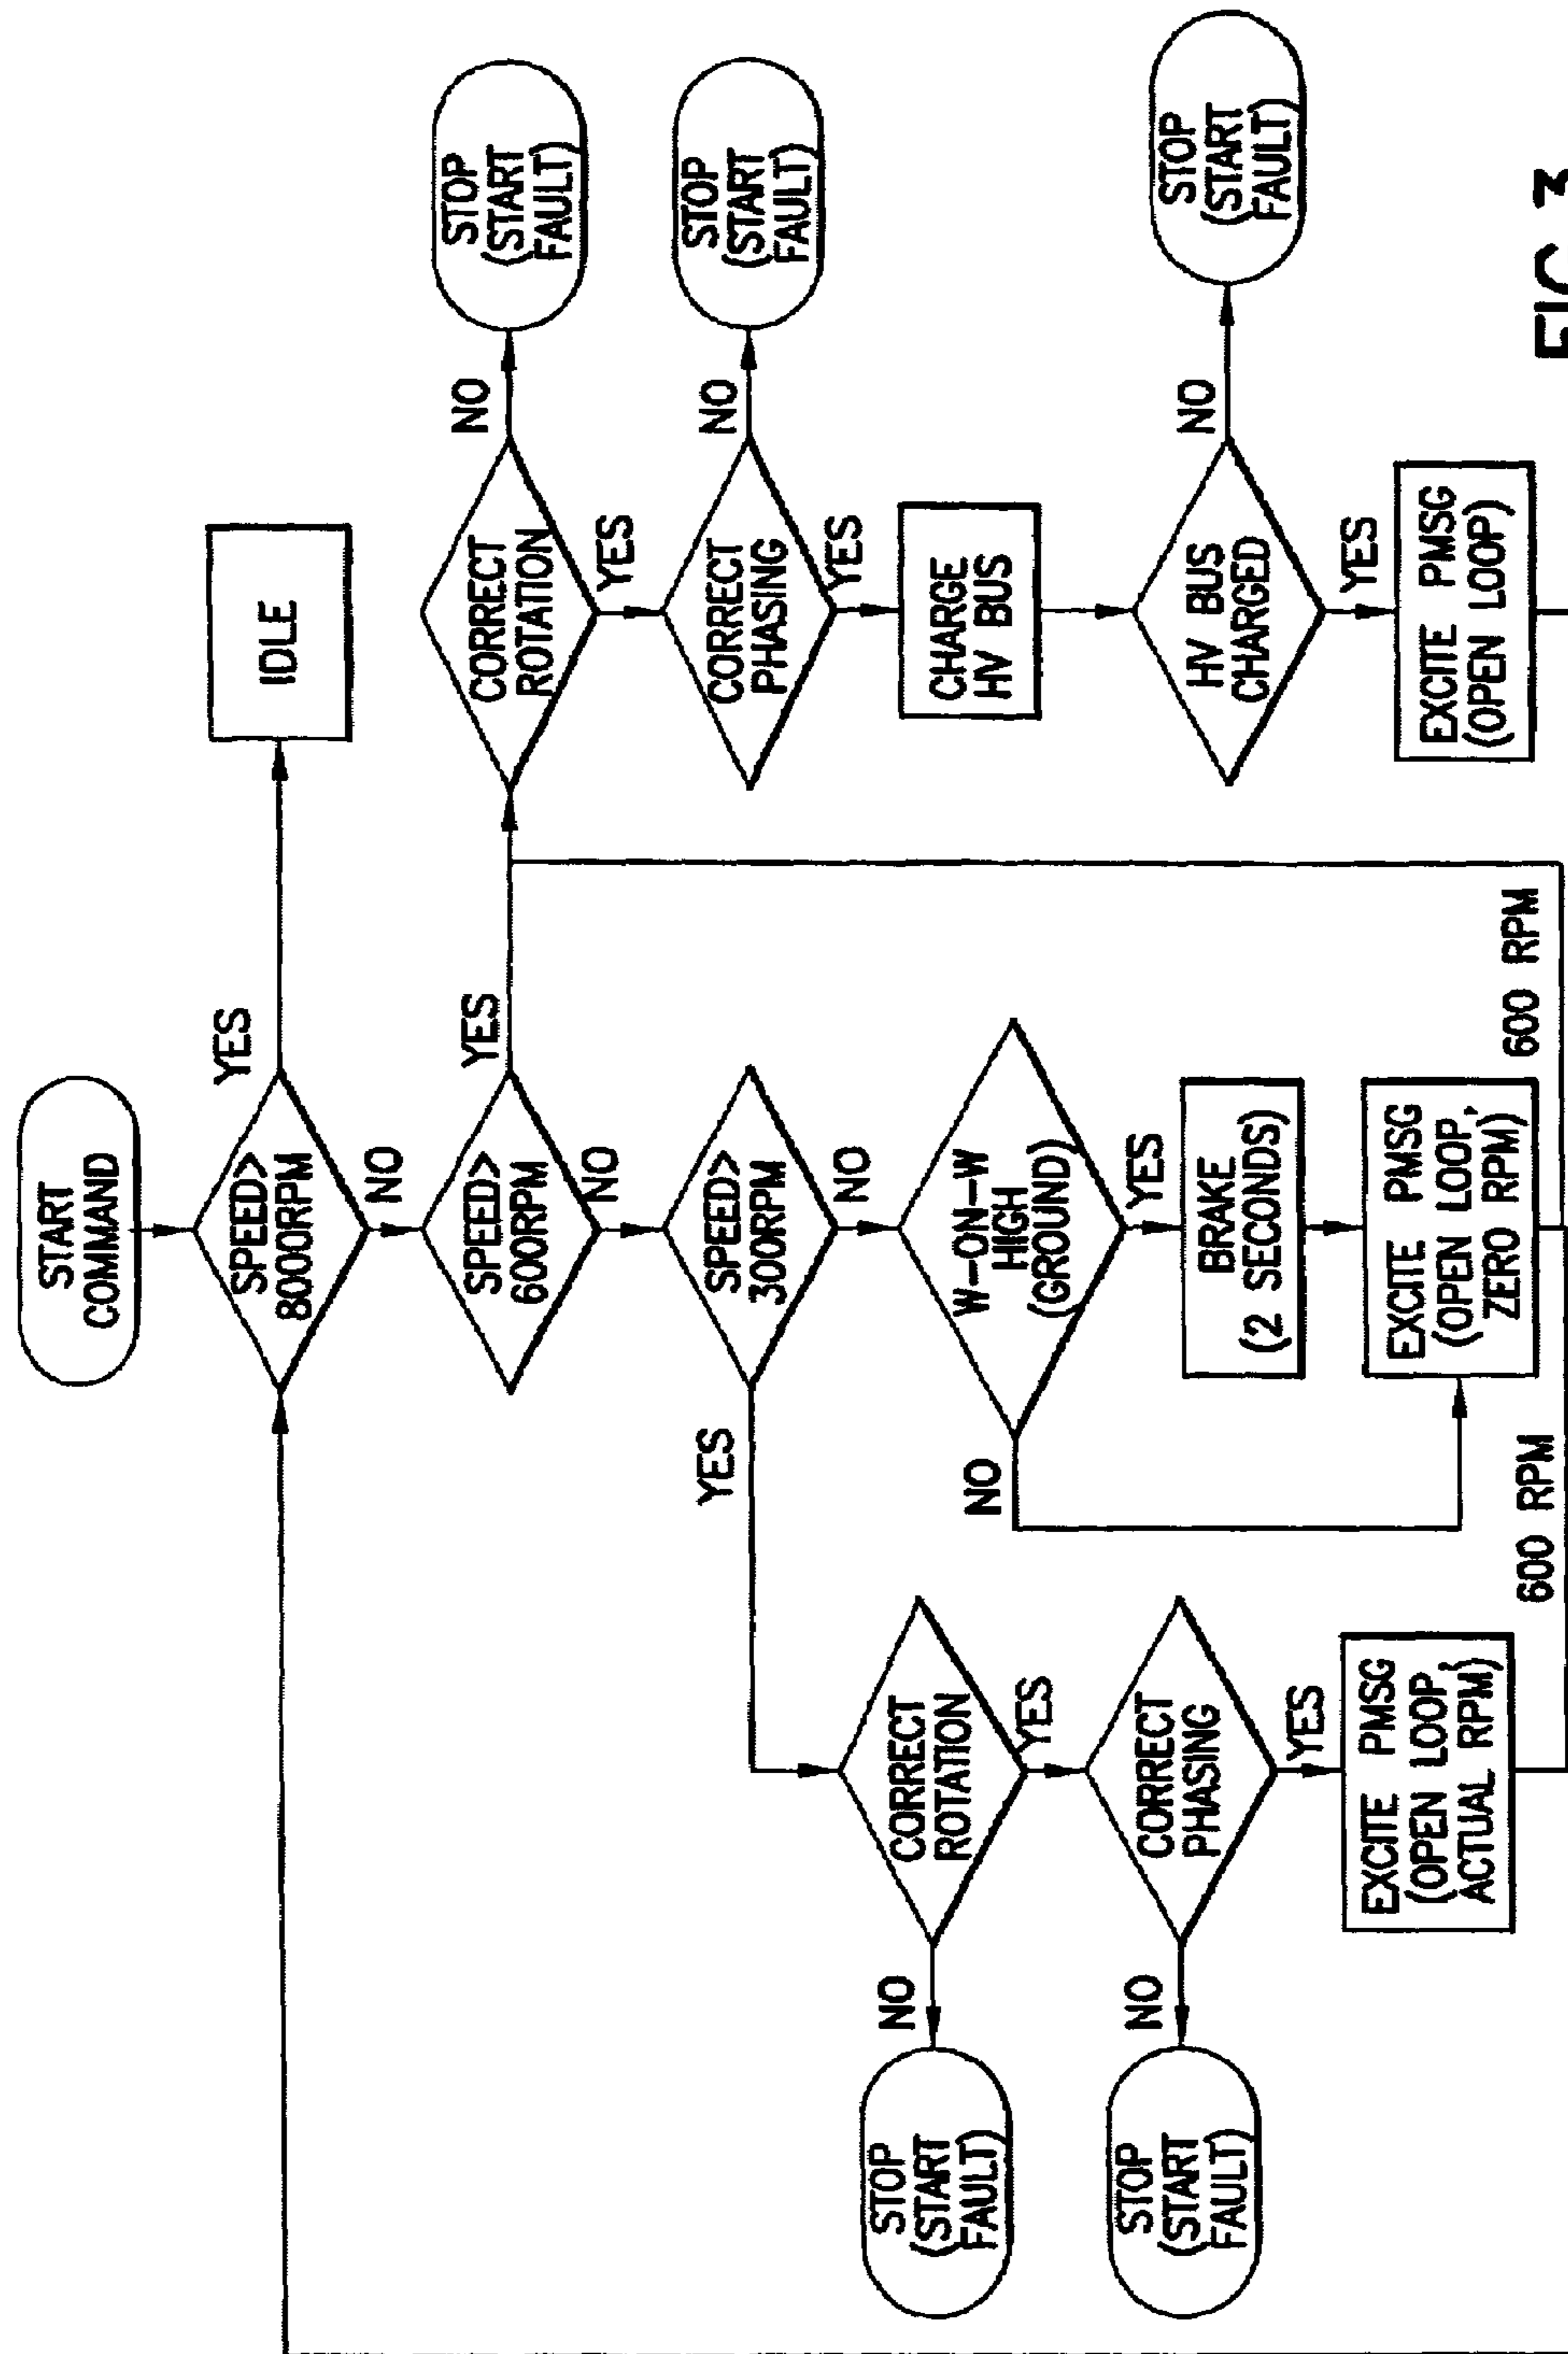 START
COMMAND
SPEED>
8000RPM
YES
IDLE
NO
SPEED>
600RPM
YES
NO
CORRECT
ROTATION
NO
STOP
(START
FAULT)
YES
SPEED>
300RPM
YES
NO
CORRECT
PHASING
NO
STOP
(START
FAULT)
YES
CORRECT
ROTATION
NO
STOP
(START
FAULT)
YES
W-ON-W
HIGH
(GROUND)
NO
YES
CHARGE
HV BUS
CORRECT
PHASING
NO
STOP
(START
FAULT)
YES
BRAKE
(2 SECONDS)
HV BUS
CHARGED
NO
STOP
(START
FAULT)
YES
EXCITE PMSG
(OPEN LOOP,
ACTUAL RPM)
EXCITE PMSG
(OPEN LOOP,
ZERO RPM)
EXCITE PMSG
(OPEN LOOP)
600 RPM
600 RPM
FIG 3